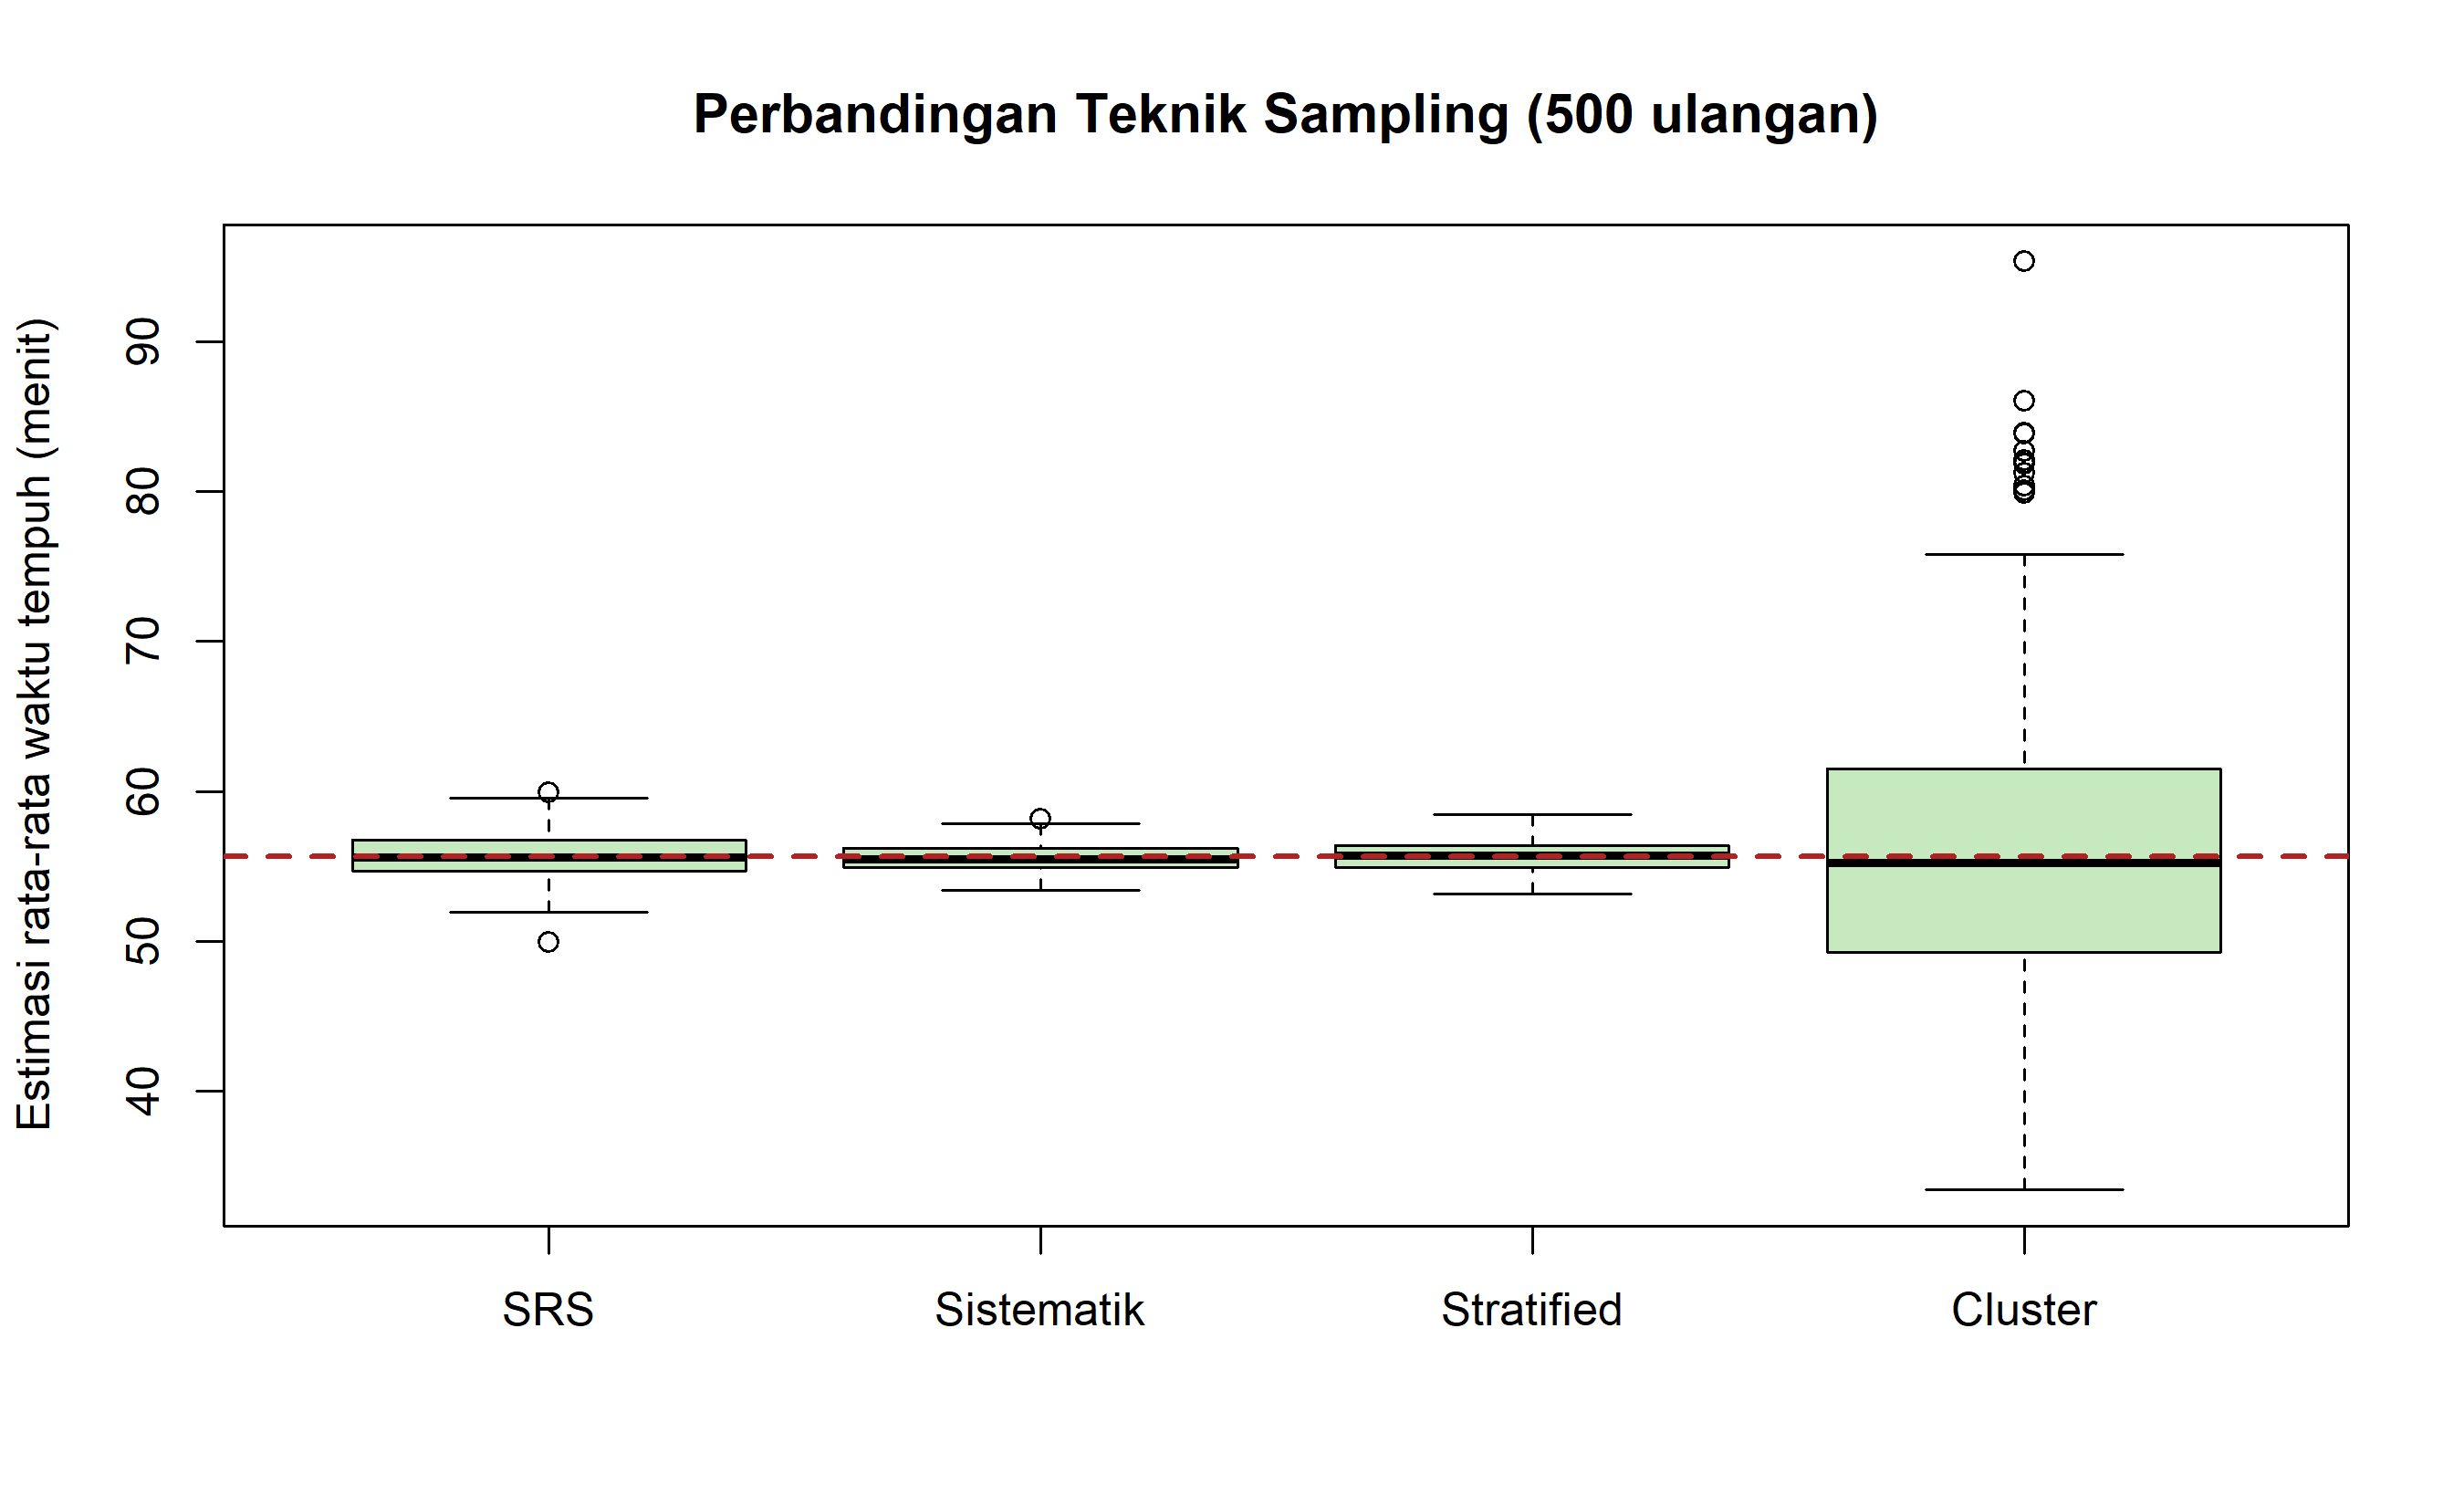 Perbandingan Teknik Sampling (500 ulangan)
Estimasi rata-rata waktu tempuh (menit)
90
80
70
60
50
40
SRS Sistematik Stratified Cluster